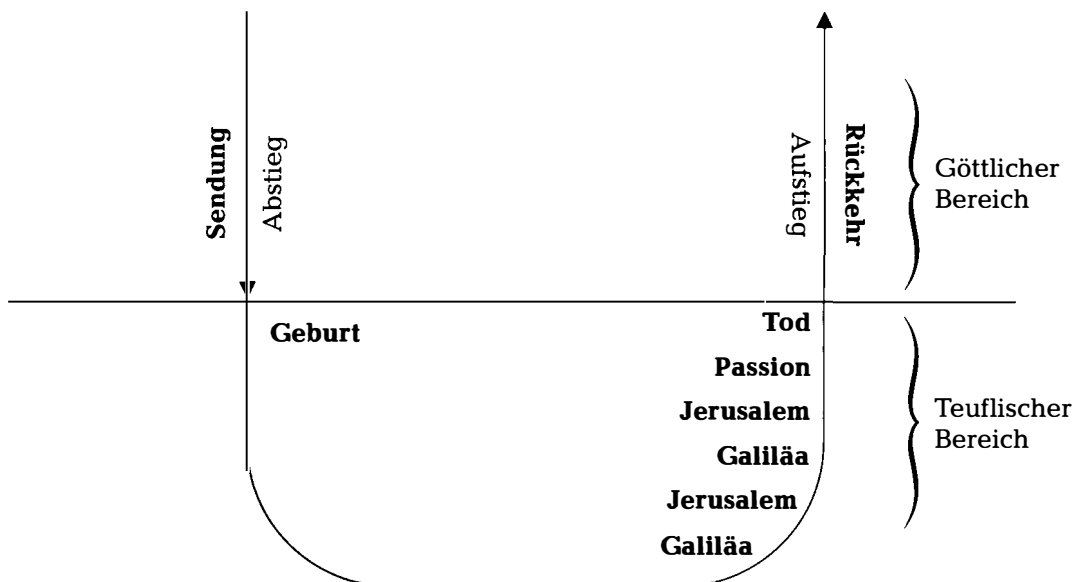 Sendung
Abstieg
Aufstieg
Rückkehr
Göttlicher
Bereich
Geburt
Tod
Passion
Jerusalem
Galiläa
Jerusalem
Galiläa
Teuflischer
Bereich